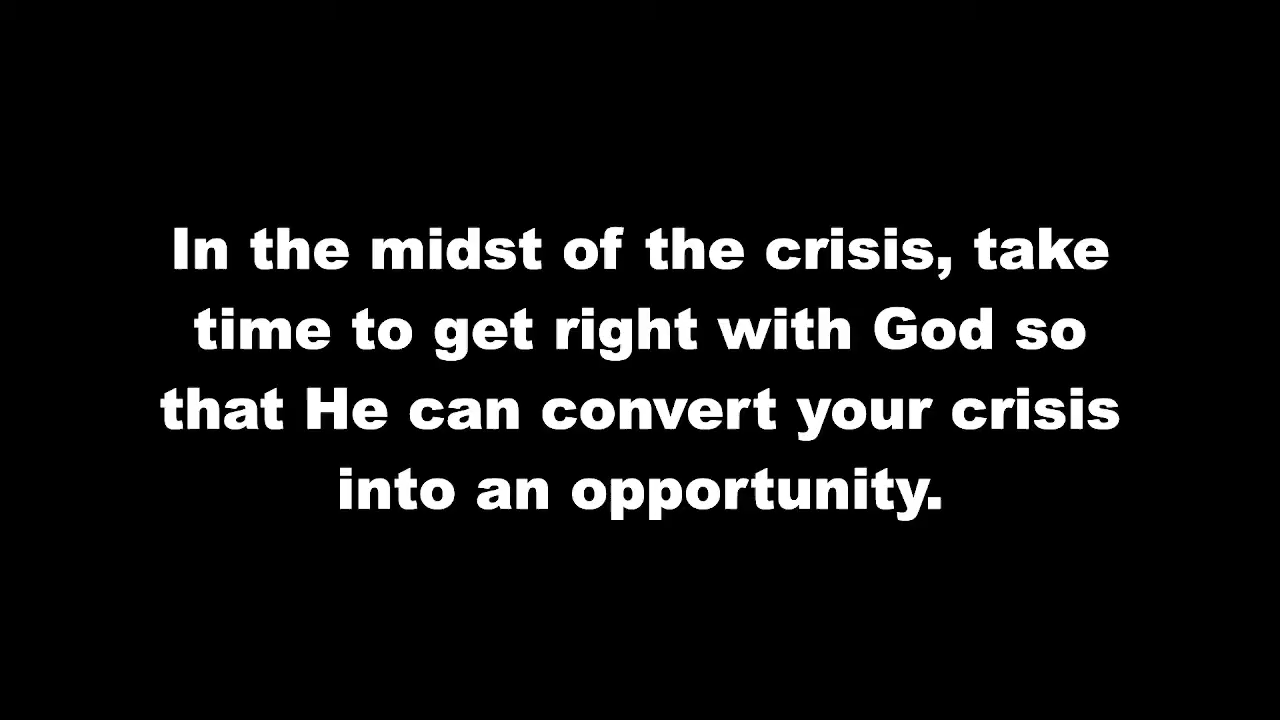 In the midst of the crisis, take
time to get right with God so
that He can convert your crisis
into an opportunity.